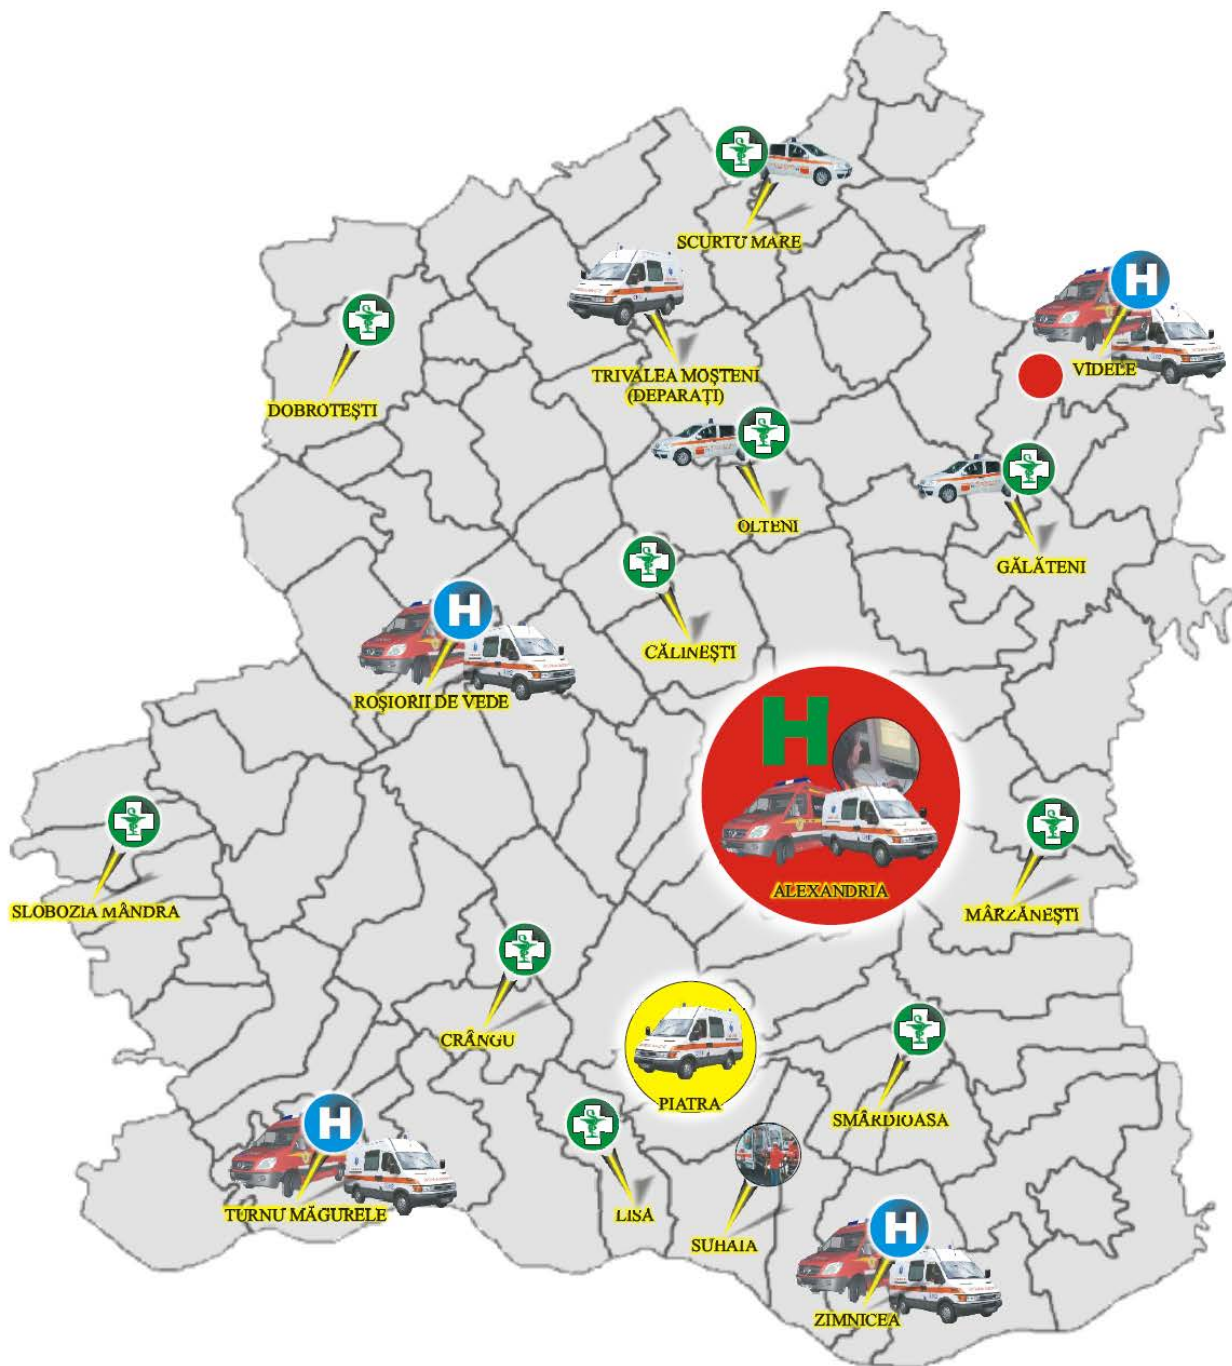 SCURTU MARE
H
VIDELE
TRIVALEA MOȘTENI
(DEPARAȚI)
DOBROTEȘTI
OLTENI
GĂLĂTENI
CĂLINEȘTI
H
ROȘIORII DE VEDE
H
ALEXANDRIA
SLOBOZIA MÂNDRA
MÂRZĂNEȘTI
CRÂNGU
PIATRA
SMÂRDIOASA
H
TURNU MĂGURELE
LISA
SUHAIA
H
ZIMNICEA